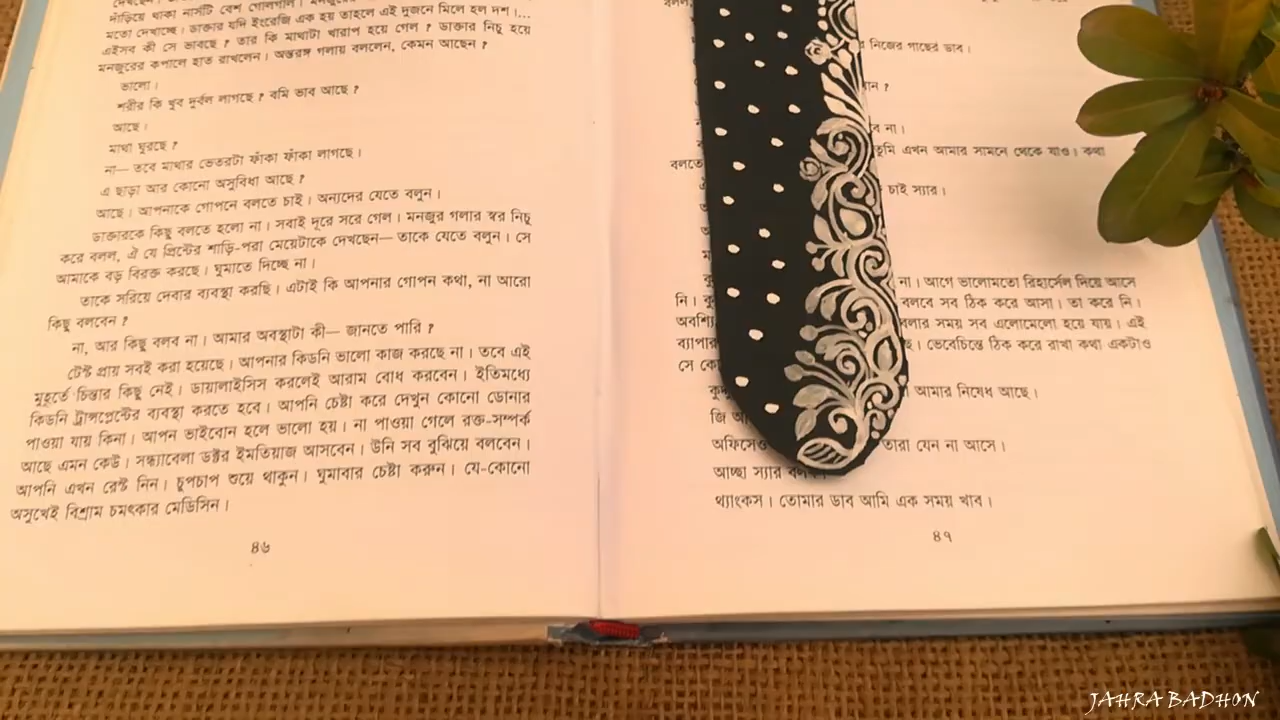 দাঁড়িয়ে থাকা নার্সটি বেশ গোলগাল। মনজুরের
মতো দেখাচ্ছে। ডাক্তার যদি ইংরেজি এক হয় তাহলে এই দুজনে মিলে হল দশ।...
এইসব কী সে ভাবছে? তার কি মাথাটা খারাপ হয়ে গেল? ডাক্তার নিচু হয়ে
মনজুরের কপালে হাত রাখলেন। অন্তরঙ্গ গলায় বললেন, কেমন আছেন?
ভালো।
শরীর কি খুব দুর্বল লাগছে? বমি ভাব আছে?
আছে।
মাথা ঘুরছে?
না— তবে মাথার ভেতরটা ফাঁকা ফাঁকা লাগছে।
এ ছাড়া আর কোনো অসুবিধা আছে?
আছে। আপনাকে গোপনে বলতে চাই। অন্যদের যেতে বলুন।
ডাক্তারকে কিছু বলতে হলো না। সবাই দূরে সরে গেল। মনজুর গলার স্বর নিচু
করে বলল, ঐ যে প্রিন্টের শাড়ি-পরা মেয়েটাকে দেখছেন— তাকে যেতে বলুন। সে
আমাকে বড় বিরক্ত করছে। ঘুমাতে দিচ্ছে না।
তাকে সরিয়ে দেবার ব্যবস্থা করছি। এটাই কি আপনার গোপন কথা, না আরো
কিছু বলবেন?
না, আর কিছু বলব না। আমার অবস্থাটা কী— জানতে পারি?
টেস্ট প্রায় সবই করা হয়েছে। আপনার কিডনি ভালো কাজ করছে না। তবে এই
মুহূর্তে চিন্তার কিছু নেই। ডায়ালাইসিস করলেই আরাম বোধ করবেন। ইতিমধ্যে
কিডনি ট্রান্সপ্লেন্টের ব্যবস্থা করতে হবে। আপনি চেষ্টা করে দেখুন কোনো ডোনার
পাওয়া যায় কিনা। আপন ভাইবোন হলে ভালো হয়। না পাওয়া গেলে রক্ত-সম্পর্ক
আছে এমন কেউ। সন্ধ্যাবেলা ডক্টর ইমতিয়াজ আসবেন। উনি সব বুঝিয়ে বলবেন।
আপনি এখন রেস্ট নিন। চুপচাপ শুয়ে থাকুন। ঘুমাবার চেষ্টা করুন। যে-কোনো
অসুখেই বিশ্রাম চমৎকার মেডিসিন।
৪৬
নিজের গাছের ডাব।
না।
তুমি এখন আমার সামনে থেকে যাও। কথা
বলতে
চাই স্যার।
না। আগে ভালোমতো রিহার্সেল দিয়ে আসে
নি। বলবে সব ঠিক করে আসা। তা করে নি।
অবশ্যি বলার সময় সব এলোমেলো হয়ে যায়। এই
ব্যাপার ভেবেচিন্তে ঠিক করে রাখা কথা একটাও
সে
আমার নিষেধ আছে।
জি
অফিসের তারা যেন না আসে।
আচ্ছা স্যার
থ্যাংকস। তোমার ডাব আমি এক সময় খাব।
৪৭
JAHRA BADHON